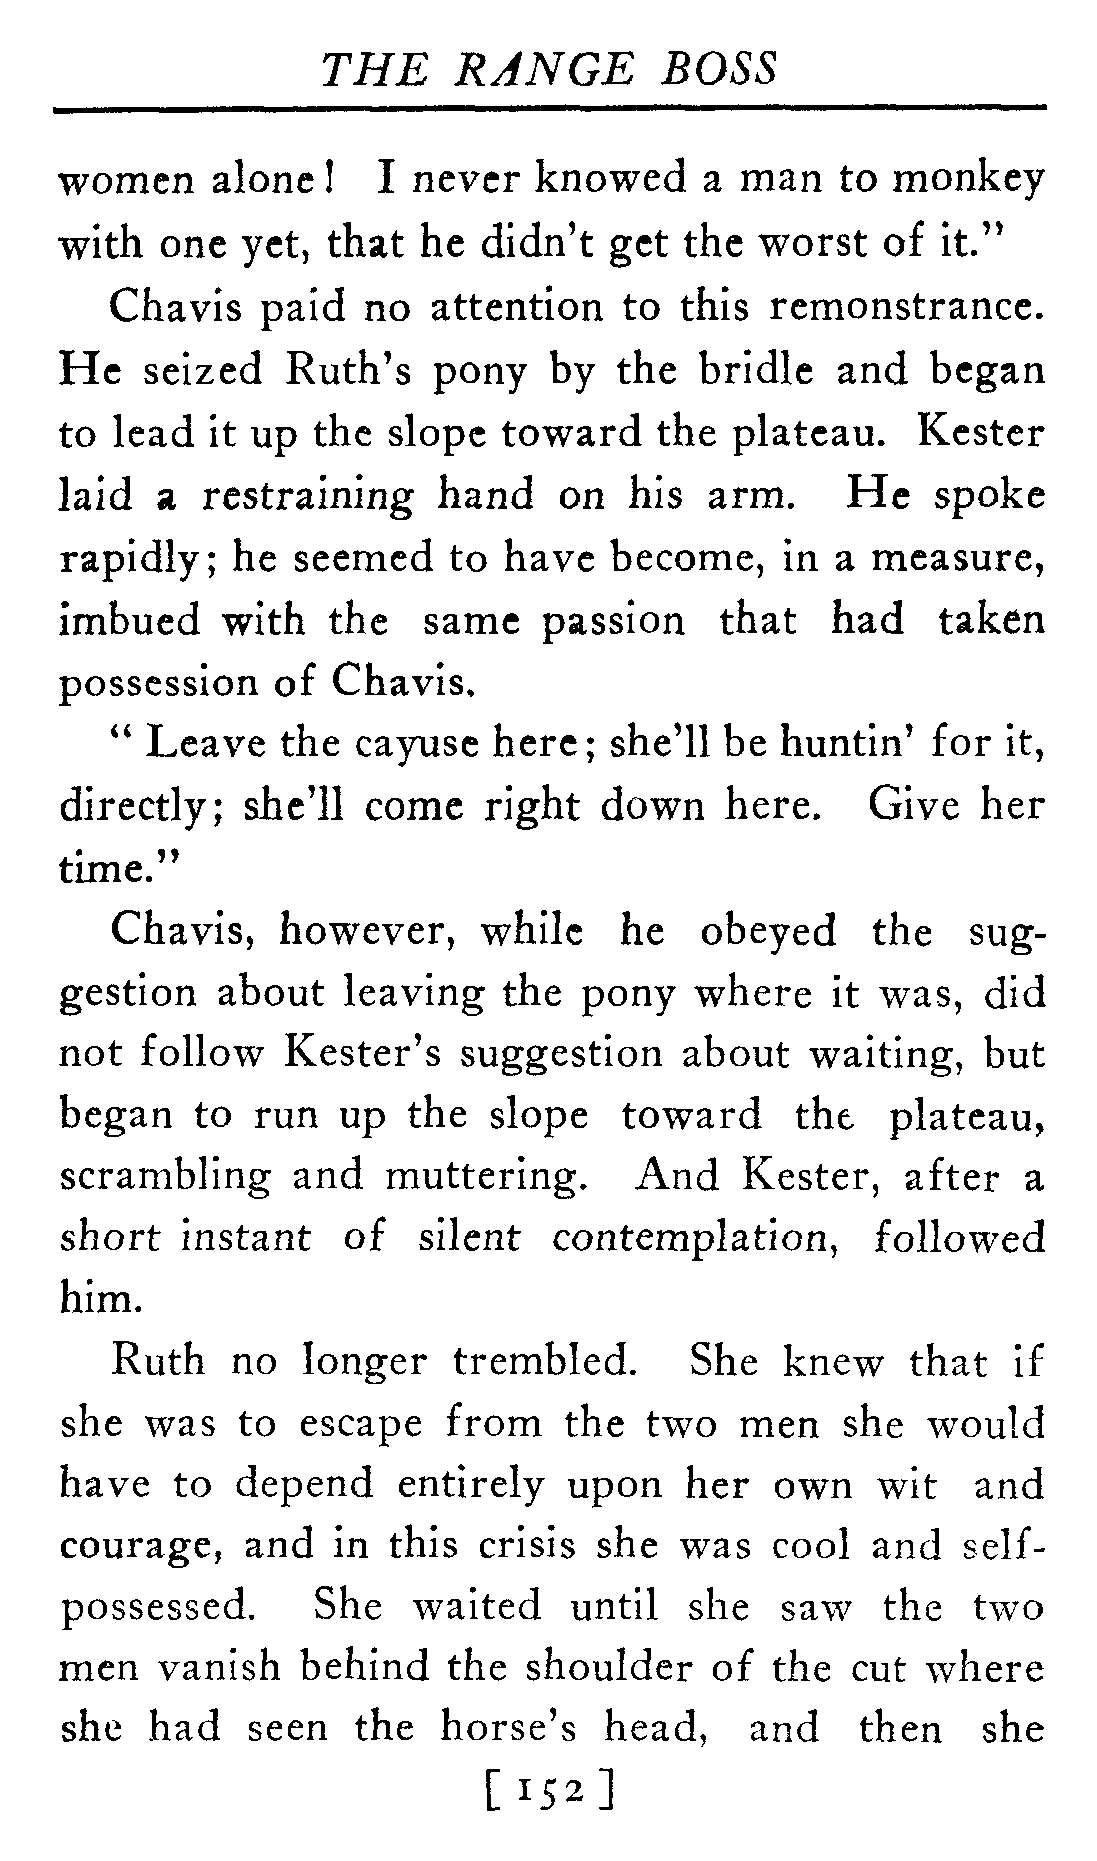 THE RANGE BOSS
women alone! I never knowed a man to monkey
with one yet, that he didn't get the worst of it."
Chavis paid no attention to this remonstrance.
He seized Ruth's pony by the bridle and began
to lead it up the slope toward the plateau. Kester
laid a restraining hand on his arm. He spoke
rapidly; he seemed to have become, in a measure,
imbued with the same passion that had taken
possession of Chavis.
"Leave the cayuse here; she'll be huntin' for it,
directly; she'll come right down here. Give her
time."
Chavis, however, while he obeyed the sug-
gestion about leaving the pony where it was, did
not follow Kester's suggestion about waiting, but
began to run up the slope toward the plateau,
scrambling and muttering. And Kester, after a
short instant of silent contemplation, followed
him.
Ruth no longer trembled. She knew that if
she was to escape from the two men she would
have to depend entirely upon her own wit and
courage, and in this crisis she was cool and self-
possessed. She waited until she saw the two
men vanish behind the shoulder of the cut where
she had seen the horse's head, and then she
[ 152 ]